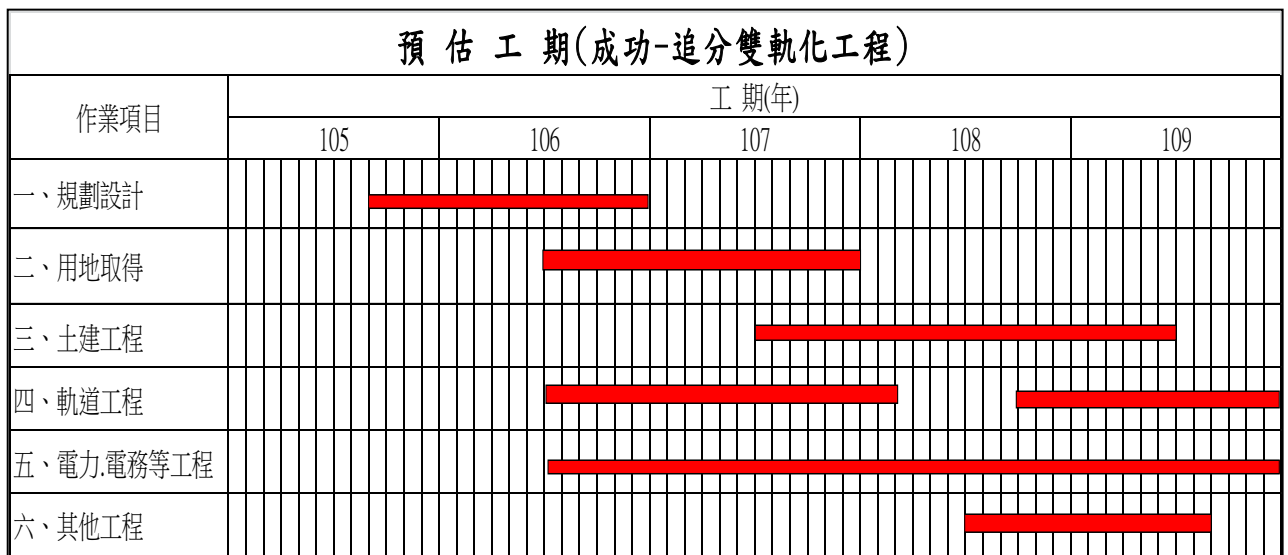 預 估 工 期(成功-追分雙軌化工程)
作業項目
工 期(年)
105 106 107 108 109
一、規劃設計
二、用地取得
三、土建工程
四、軌道工程
五、電力.電務等工程
六、其他工程